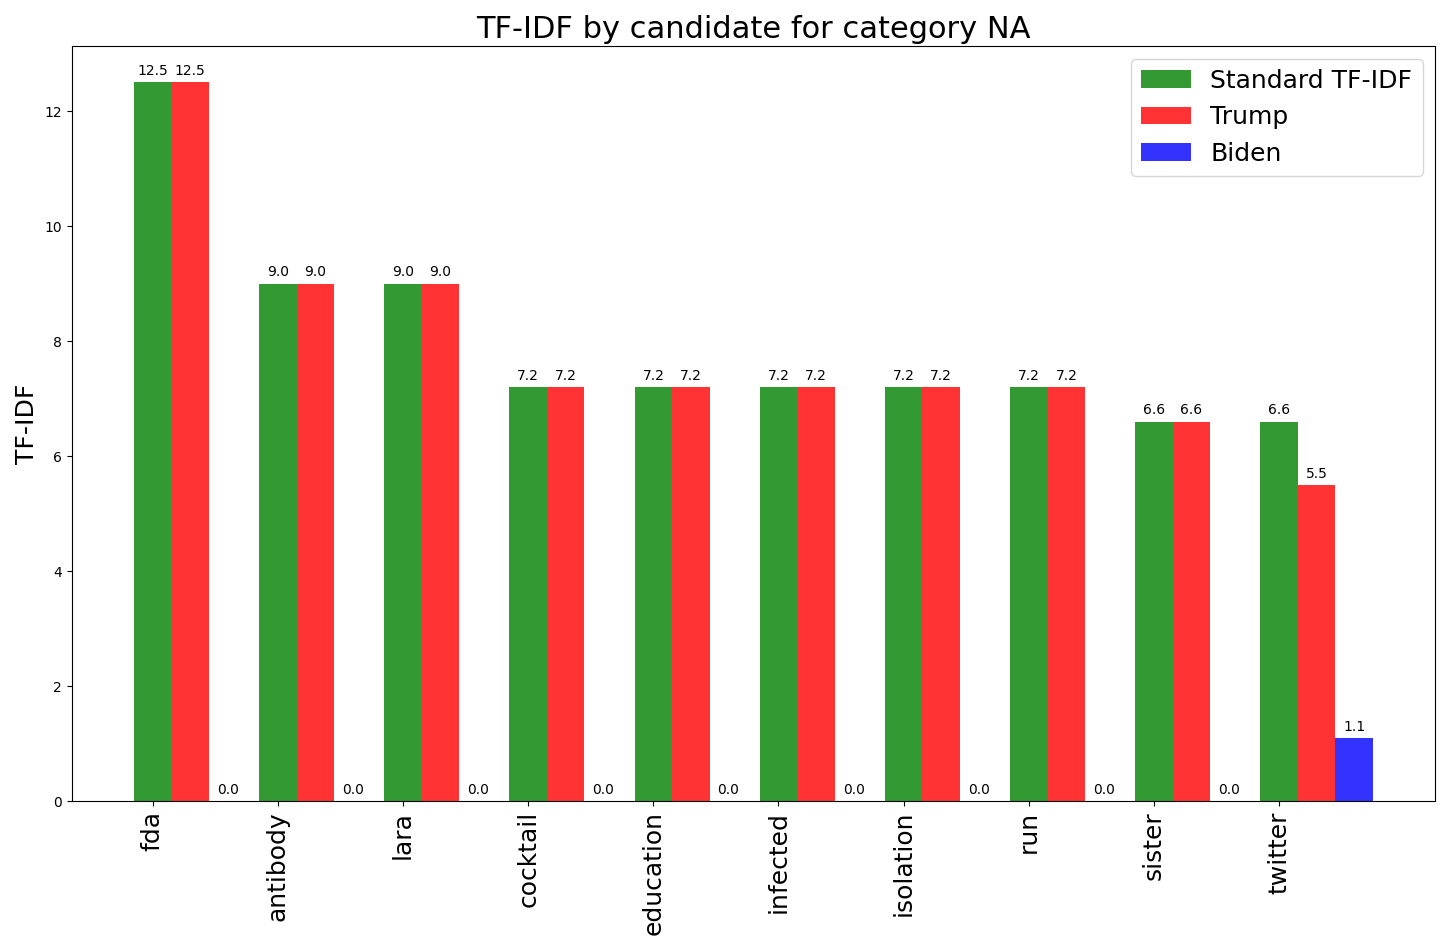 TF-IDF by candidate for category NA
Standard TF-IDF
Trump
Biden
TF-IDF
12
10
8
6
4
2
0
12.5 12.5 0.0
9.0 9.0 0.0
9.0 9.0 0.0
7.2 7.2 0.0
7.2 7.2 0.0
7.2 7.2 0.0
7.2 7.2 0.0
7.2 7.2 0.0
6.6 6.6 0.0
6.6 5.5 1.1
fda
antibody
lara
cocktail
education
infected
isolation
run
sister
twitter